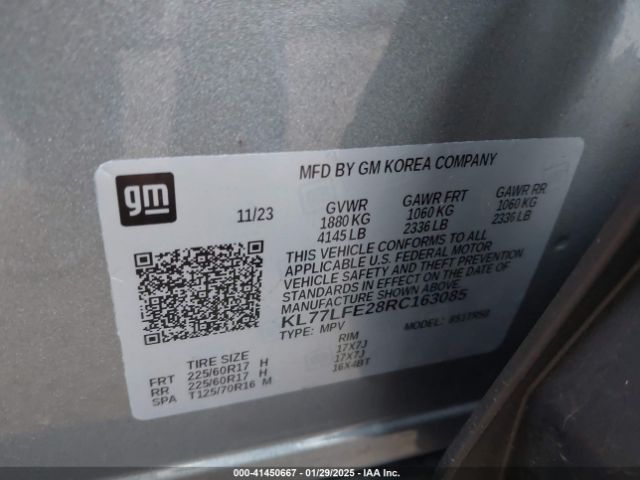 MFD BY GM KOREA COMPANY
gm
11/23
GVWR
1880 KG
4145 LB
GAWR FRT
1060 KG
2336 LB
GAWR RR
1060 KG
2336 LB
THIS VEHICLE CONFORMS TO ALL
APPLICABLE U.S. FEDERAL MOTOR
VEHICLE SAFETY AND THEFT PREVENTION
STANDARDS IN EFFECT ON THE DATE OF
MANUFACTURE SHOWN ABOVE.
KL77LFE28RC163085
TYPE: MPV
MODEL:
TIRE SIZE
RIM
FRT 225/60R17 H 17X7J
RR 225/60R17 H 17X7J
SPA T125/70R16 M 16X4BT
000-41450667 - 01/29/2025 - IAA Inc.